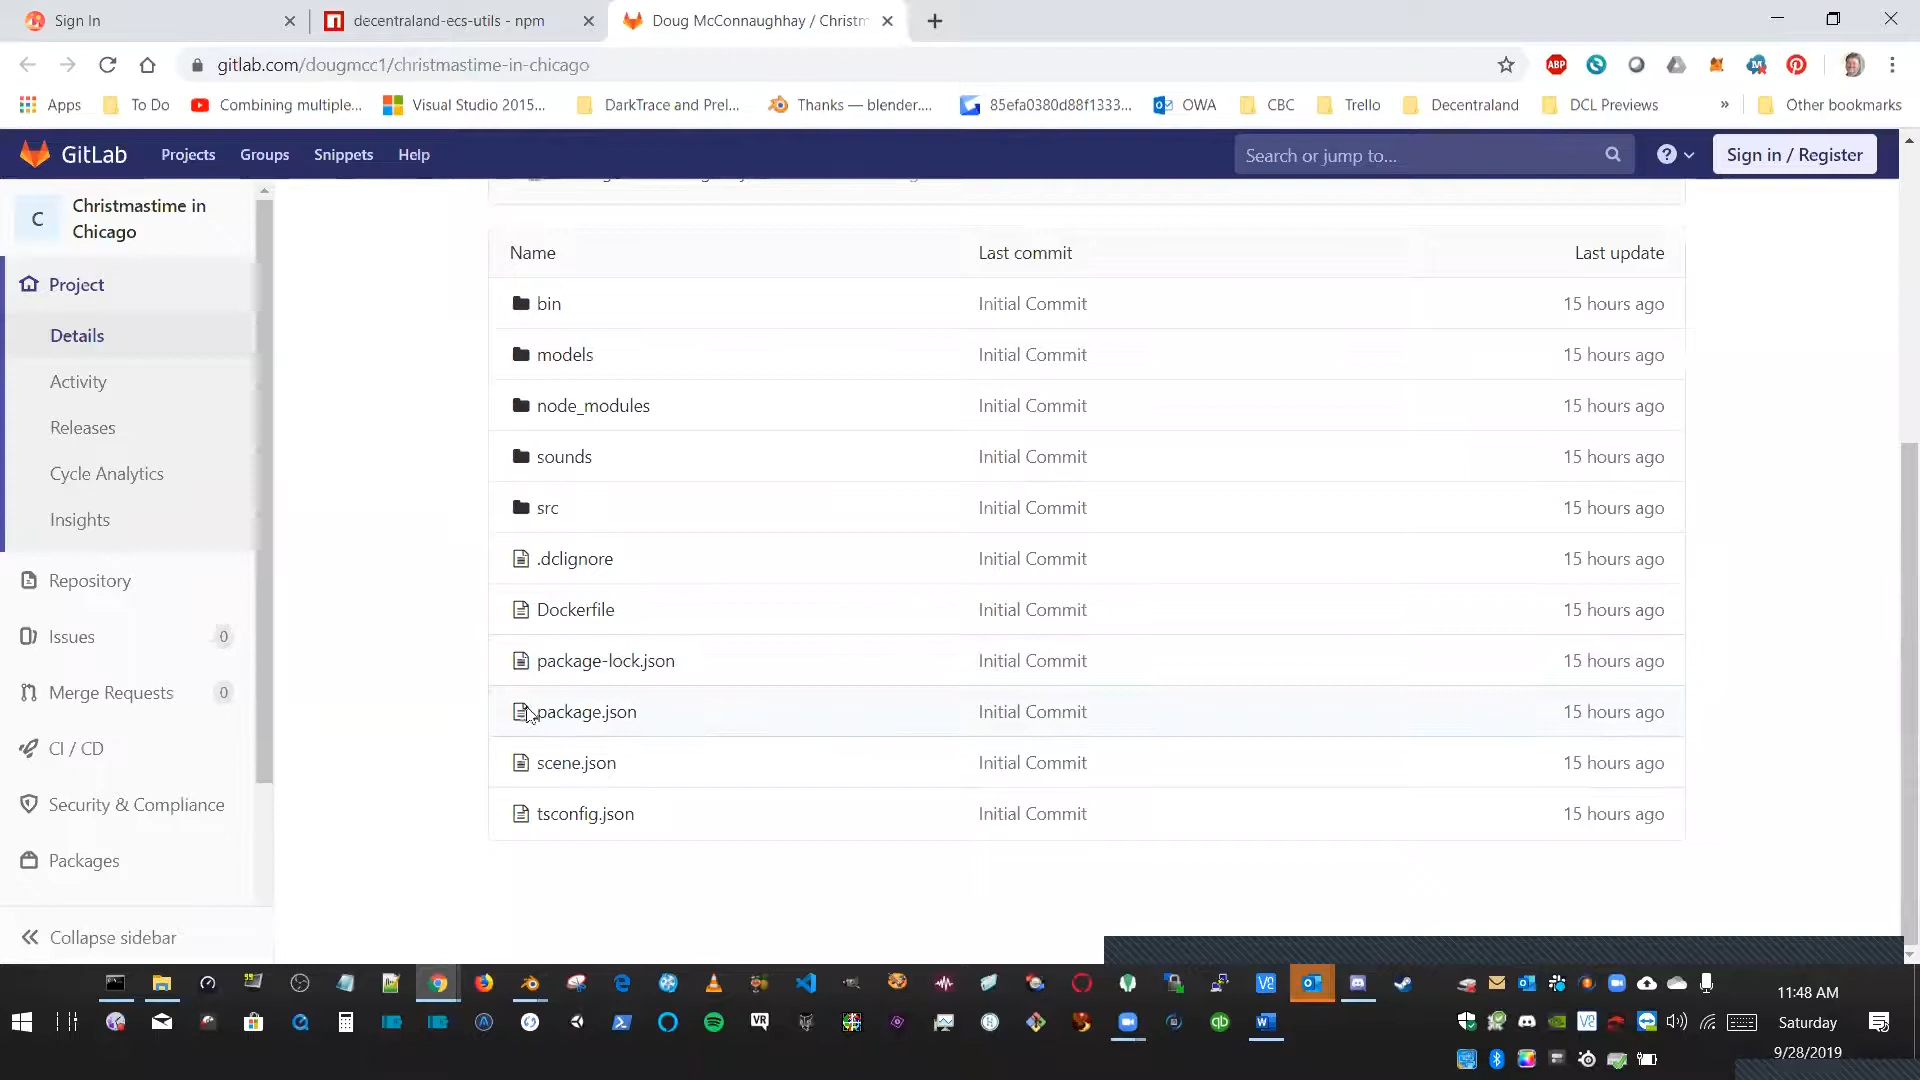 Sign In
decentraland-ecs-utils - npm
Doug McConnaughhay / Christm
gitlab.com/dougmcc1/christmastime-in-chicago
ABP
Apps
To Do
Combining multiple...
Visual Studio 2015...
DarkTrace and Prel...
Thanks — blender....
85efa0380d88f1333...
OWA
CBC
Trello
Decentraland
DCL Previews
»
Other bookmarks
GitLab
Projects
Groups
Snippets
Help
Search or jump to...
Sign in / Register
C
Christmastime in
Chicago
Project
Details
Activity
Releases
Cycle Analytics
Insights
Repository
Issues 0
Merge Requests 0
CI / CD
Security & Compliance
Packages
Collapse sidebar
Name Last commit Last update
bin Initial Commit 15 hours ago
models Initial Commit 15 hours ago
node_modules Initial Commit 15 hours ago
sounds Initial Commit 15 hours ago
src Initial Commit 15 hours ago
.dclignore Initial Commit 15 hours ago
Dockerfile Initial Commit 15 hours ago
package-lock.json Initial Commit 15 hours ago
package.json Initial Commit 15 hours ago
scene.json Initial Commit 15 hours ago
tsconfig.json Initial Commit 15 hours ago
11:48 AM
VR
Saturday
9/28/2019